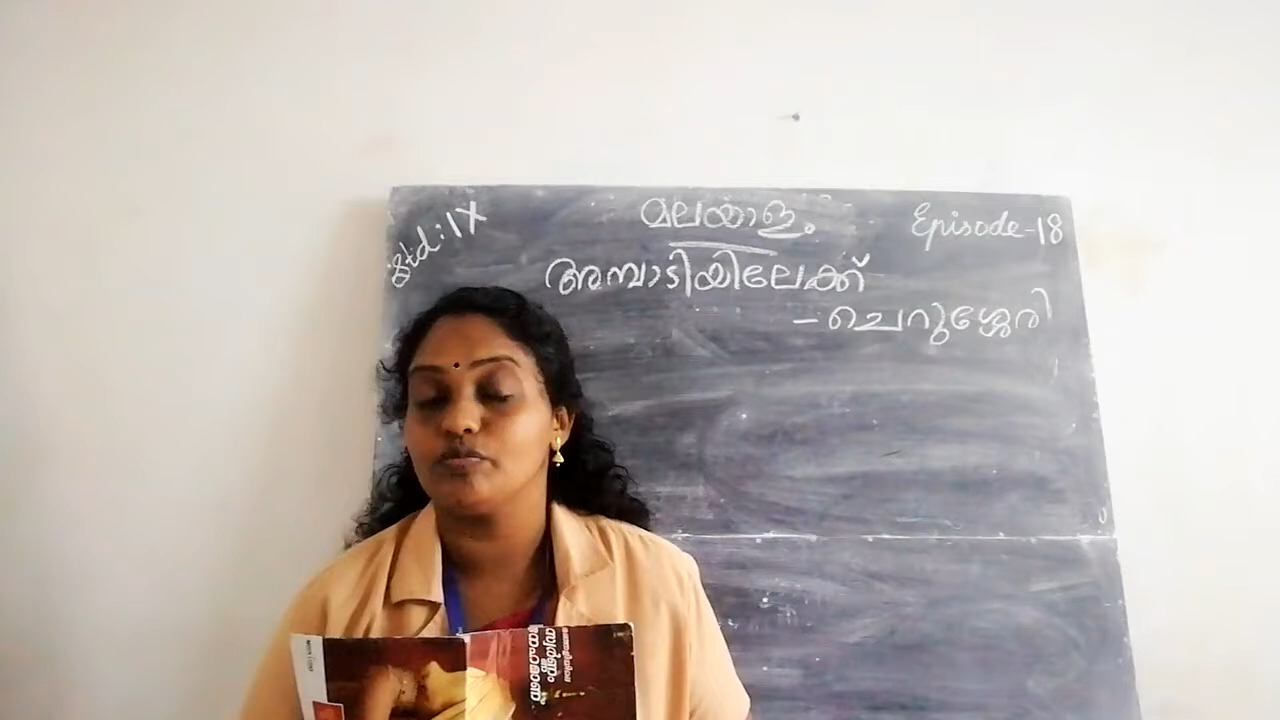 Std: IX
മലയാളം
Episode-18
അമ്പാടിയിലേക്ക്
- ചെറുശ്ശേരി